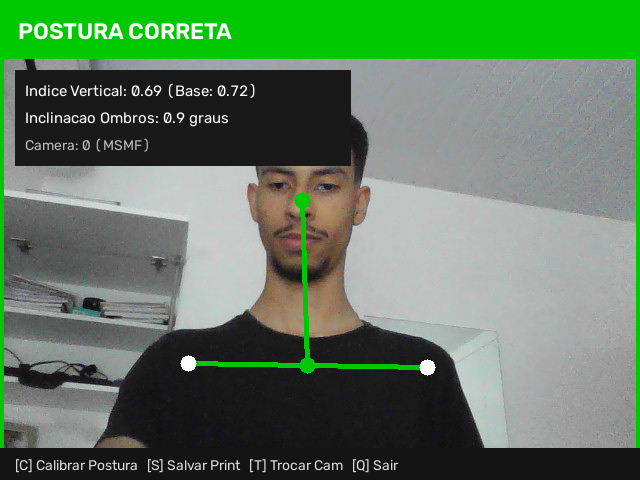 POSTURA CORRETA
Indice Vertical: 0.69 (Base: 0.72)
Inclinacao Ombros: 0.9 graus
Camera: 0 (MSMF)
[C] Calibrar Postura [S] Salvar Print [T] Trocar Cam [Q] Sair